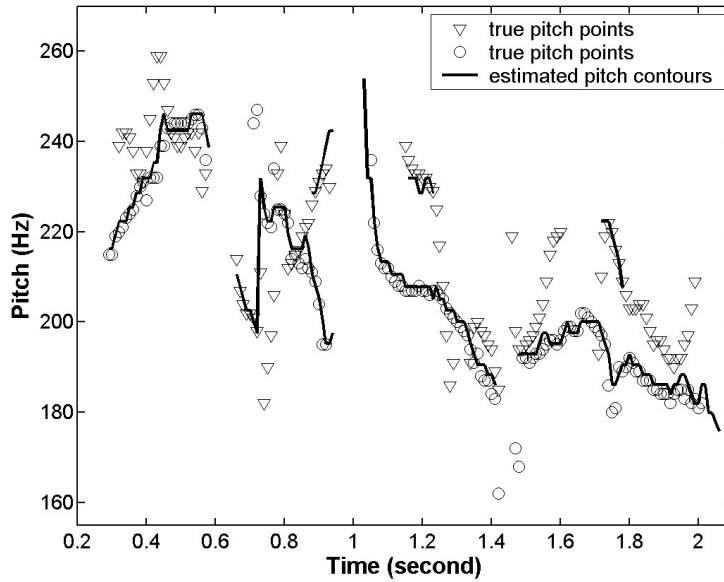 true pitch points
true pitch points
estimated pitch contours
Pitch (Hz)
260
240
220
200
180
160
0.2 0.4 0.6 0.8 1 1.2 1.4 1.6 1.8 2
Time (second)